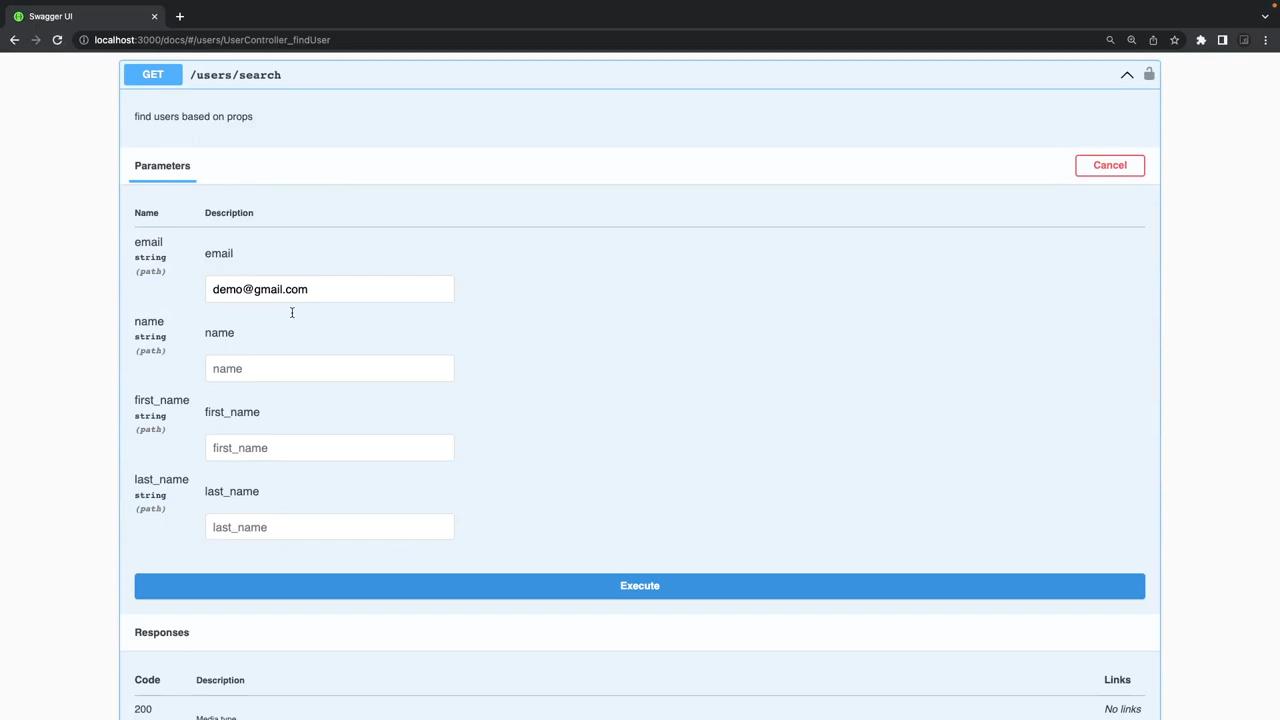 Swagger UI
localhost:3000/docs/#/users/UserController_findUser
GET /users/search
find users based on props
Parameters
Cancel
Name Description
email
string
(path)
email
demo@gmail.com
name
string
(path)
name
name
first_name
string
(path)
first_name
first_name
last_name
string
(path)
last_name
last_name
Execute
Responses
Code Description Links
200
Media type
No links